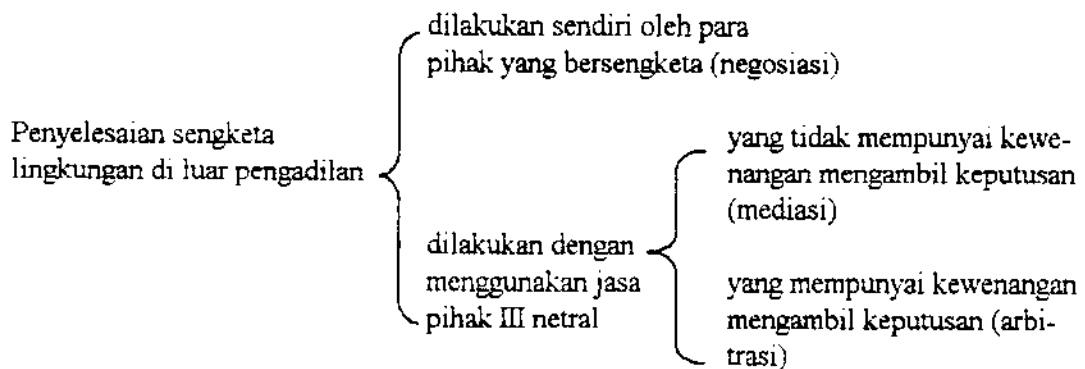 dilakukan sendiri oleh para
pihak yang bersengketa (negosiasi)
Penyelesaian sengketa
lingkungan di luar pengadilan
yang tidak mempunyai kewe-
nangan mengambil keputusan
(mediasi)
dilakukan dengan
menggunakan jasa
pihak III netral
yang mempunyai kewenangan
mengambil keputusan (arbi-
trasi)